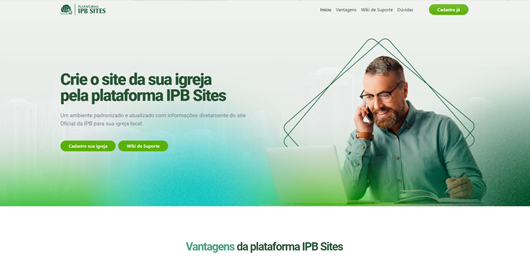 PLATAFORMA
IPB SITES
Início Vantagens Wiki de Suporte Dúvidas Cadastre já
Crie o site da sua igreja
pela plataforma IPB Sites
Um ambiente padronizado e atualizado com informações diretamente do site
Oficial da IPB para sua igreja local.
Cadastre sua igreja Wiki de Suporte
Vantagens da plataforma IPB Sites